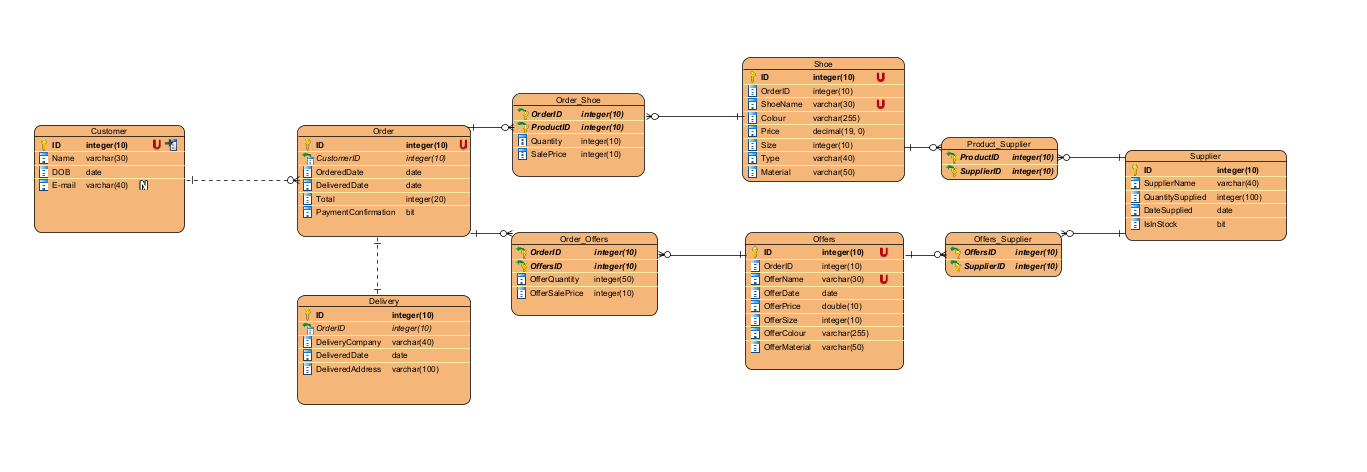 Customer
ID integer(10) U
Name varchar(30)
DOB date
E-mail varchar(40) N
Order
ID integer(10) U
CustomerID integer(10)
OrderedDate date
DeliveredDate date
Total integer(20)
PaymentConfirmation bit
Delivery
ID integer(10)
OrderID integer(10)
DeliveryCompany varchar(40)
DeliveredDate date
DeliveredAddress varchar(100)
Order_Shoe
OrderID integer(10)
ProductID integer(10)
Quantity integer(10)
SalePrice integer(10)
Order_Offers
OrderID integer(10)
OffersID integer(10)
OfferQuantity integer(50)
OfferSalePrice integer(10)
Shoe
ID integer(10) U
OrderID integer(10)
ShoeName varchar(30) U
Colour varchar(255)
Price decimal(19, 0)
Size integer(10)
Type varchar(40)
Material varchar(50)
Offers
ID integer(10) U
OrderID integer(10)
OfferName varchar(30) U
OfferDate date
OfferPrice double(10)
OfferSize integer(10)
OfferColour varchar(255)
OfferMaterial varchar(50)
Product_Supplier
ProductID integer(10)
SupplierID integer(10)
Offers_Supplier
OffersID integer(10)
SupplierID integer(10)
Supplier
ID integer(10)
SupplierName varchar(40)
QuantitySupplied integer(100)
DateSupplied date
IsInStock bit